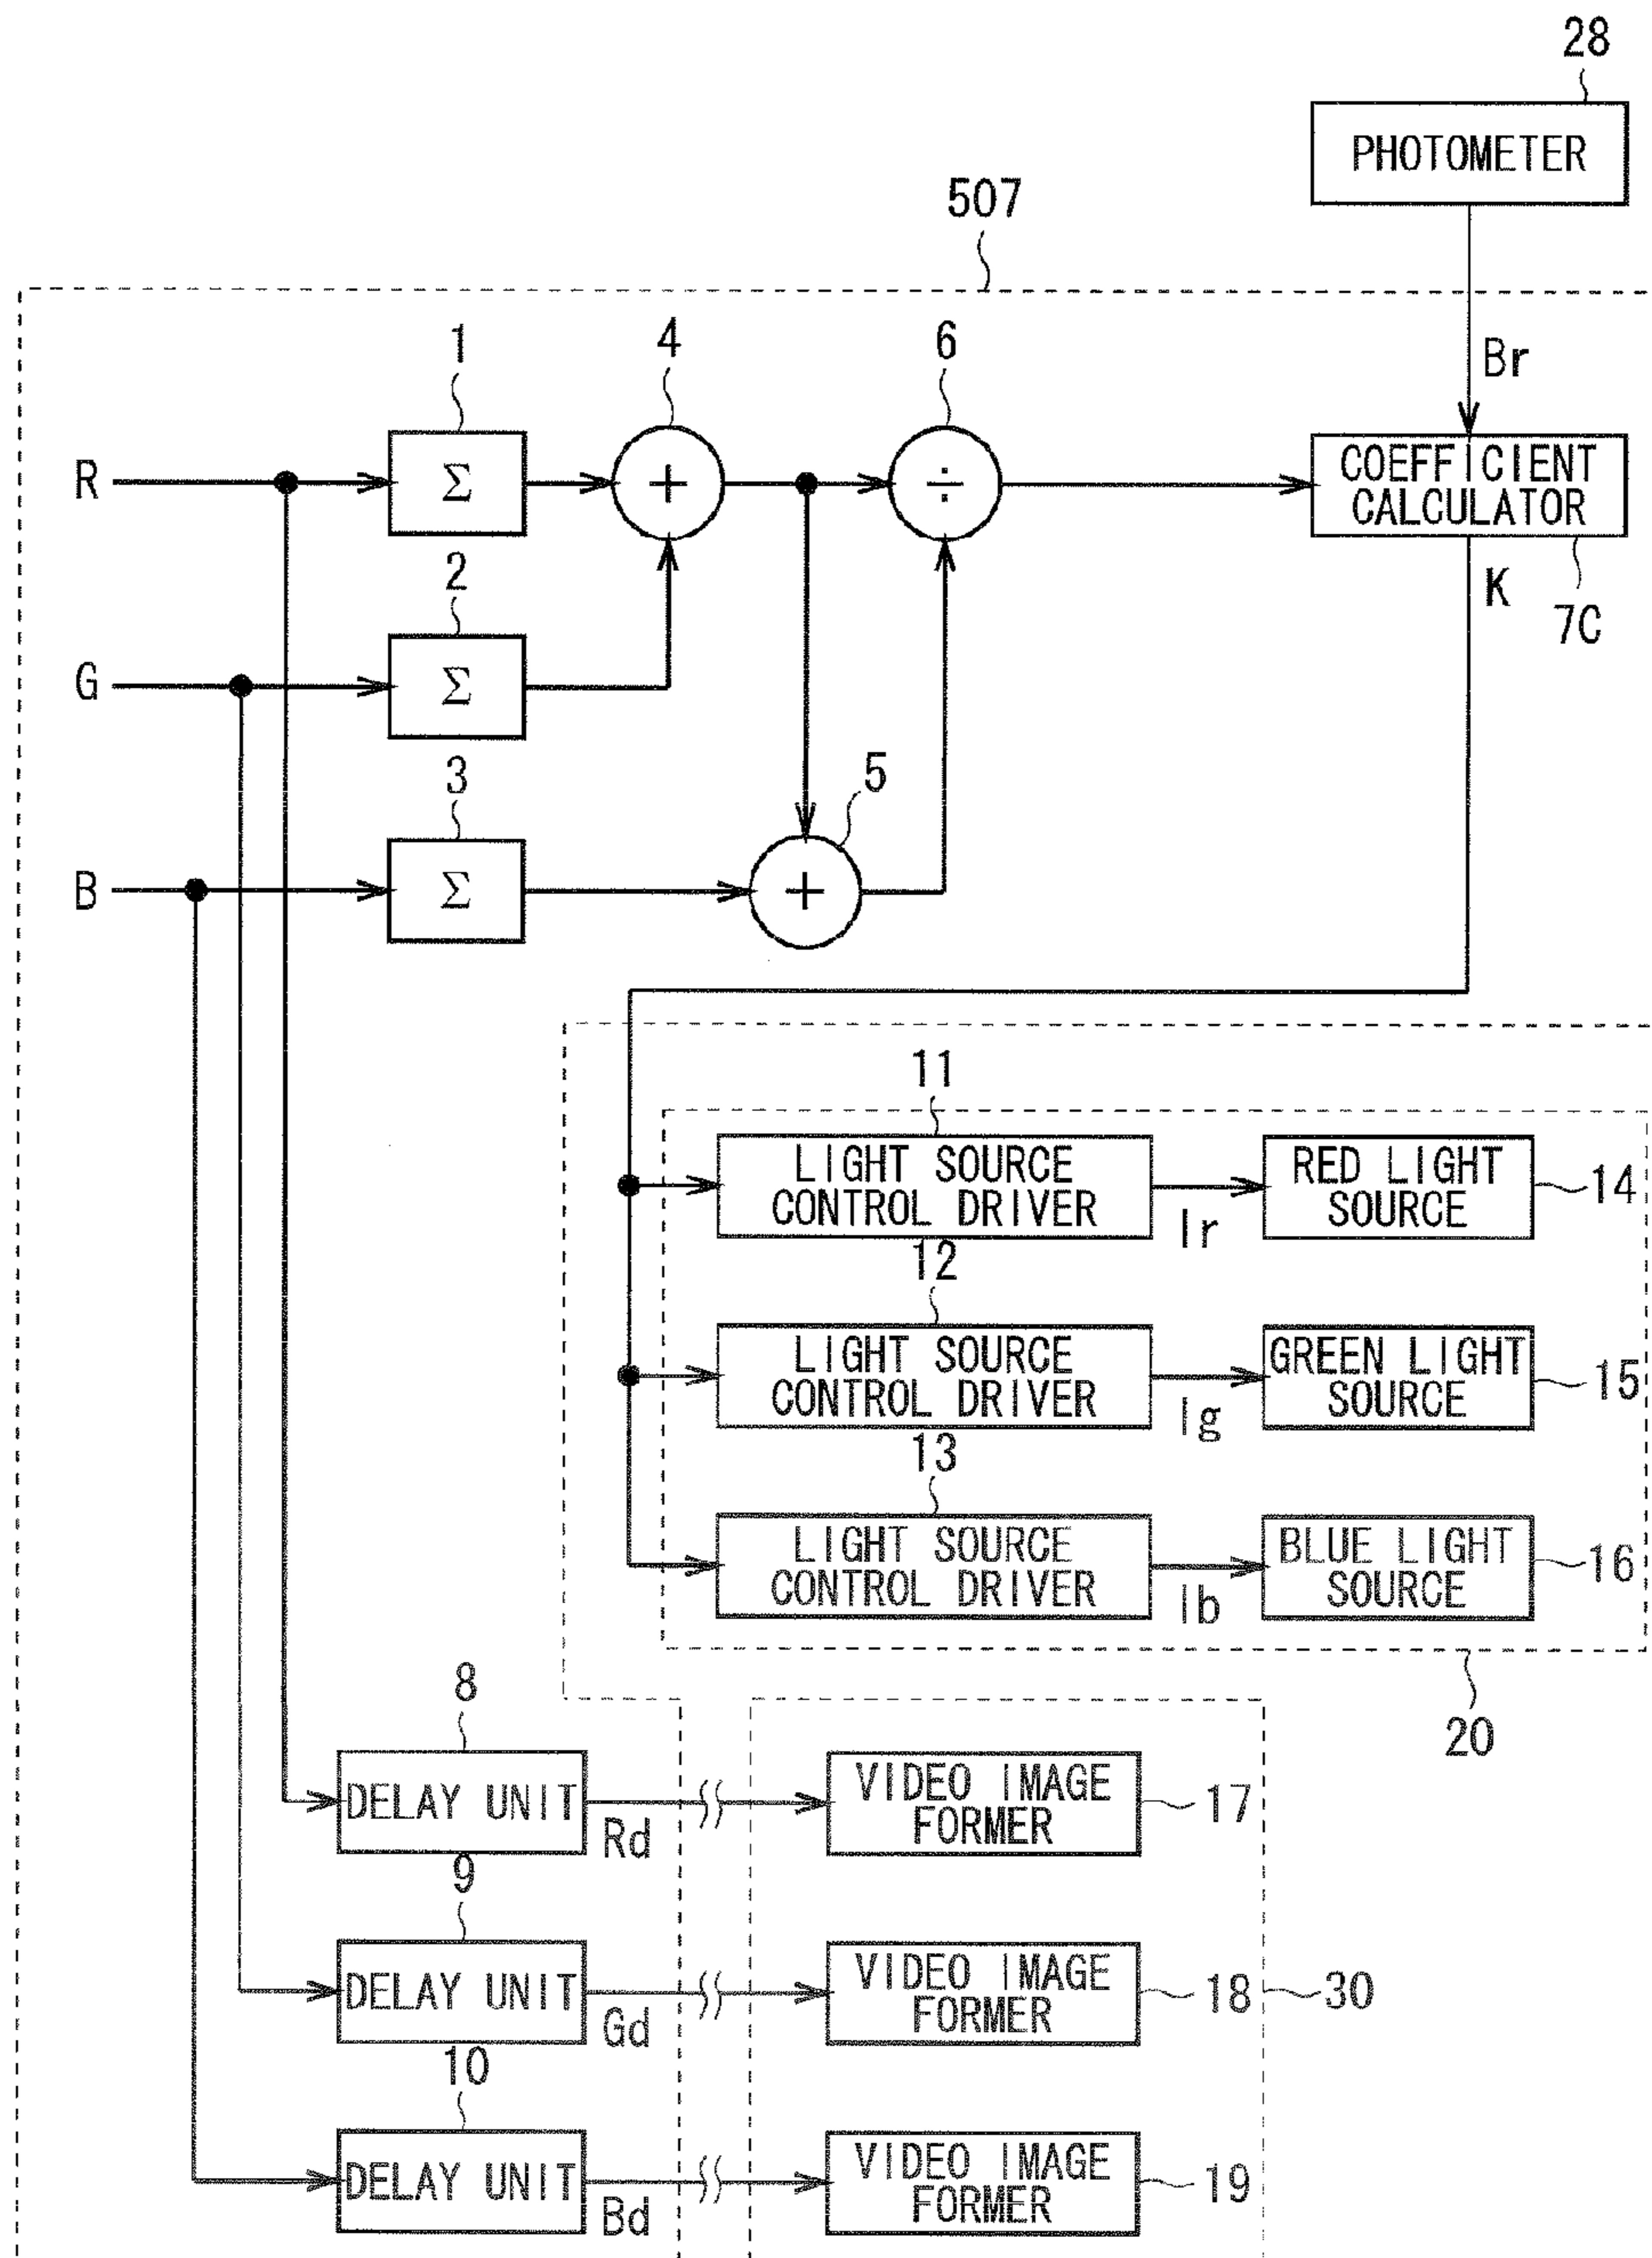 28
PHOTOMETER
507
Br
1
4
6
R
Σ
+
÷
COEFFICIENT
CALCULATOR
K
7C
2
G
Σ
3
5
B
Σ
+
11
LIGHT SOURCE
CONTROL DRIVER
Ir
RED LIGHT
SOURCE
14
12
LIGHT SOURCE
CONTROL DRIVER
Ig
GREEN LIGHT
SOURCE
15
13
LIGHT SOURCE
CONTROL DRIVER
Ib
BLUE LIGHT
SOURCE
16
20
8
DELAY UNIT
Rd
VIDEO IMAGE
FORMER
17
9
DELAY UNIT
Gd
VIDEO IMAGE
FORMER
18
30
10
DELAY UNIT
Bd
VIDEO IMAGE
FORMER
19